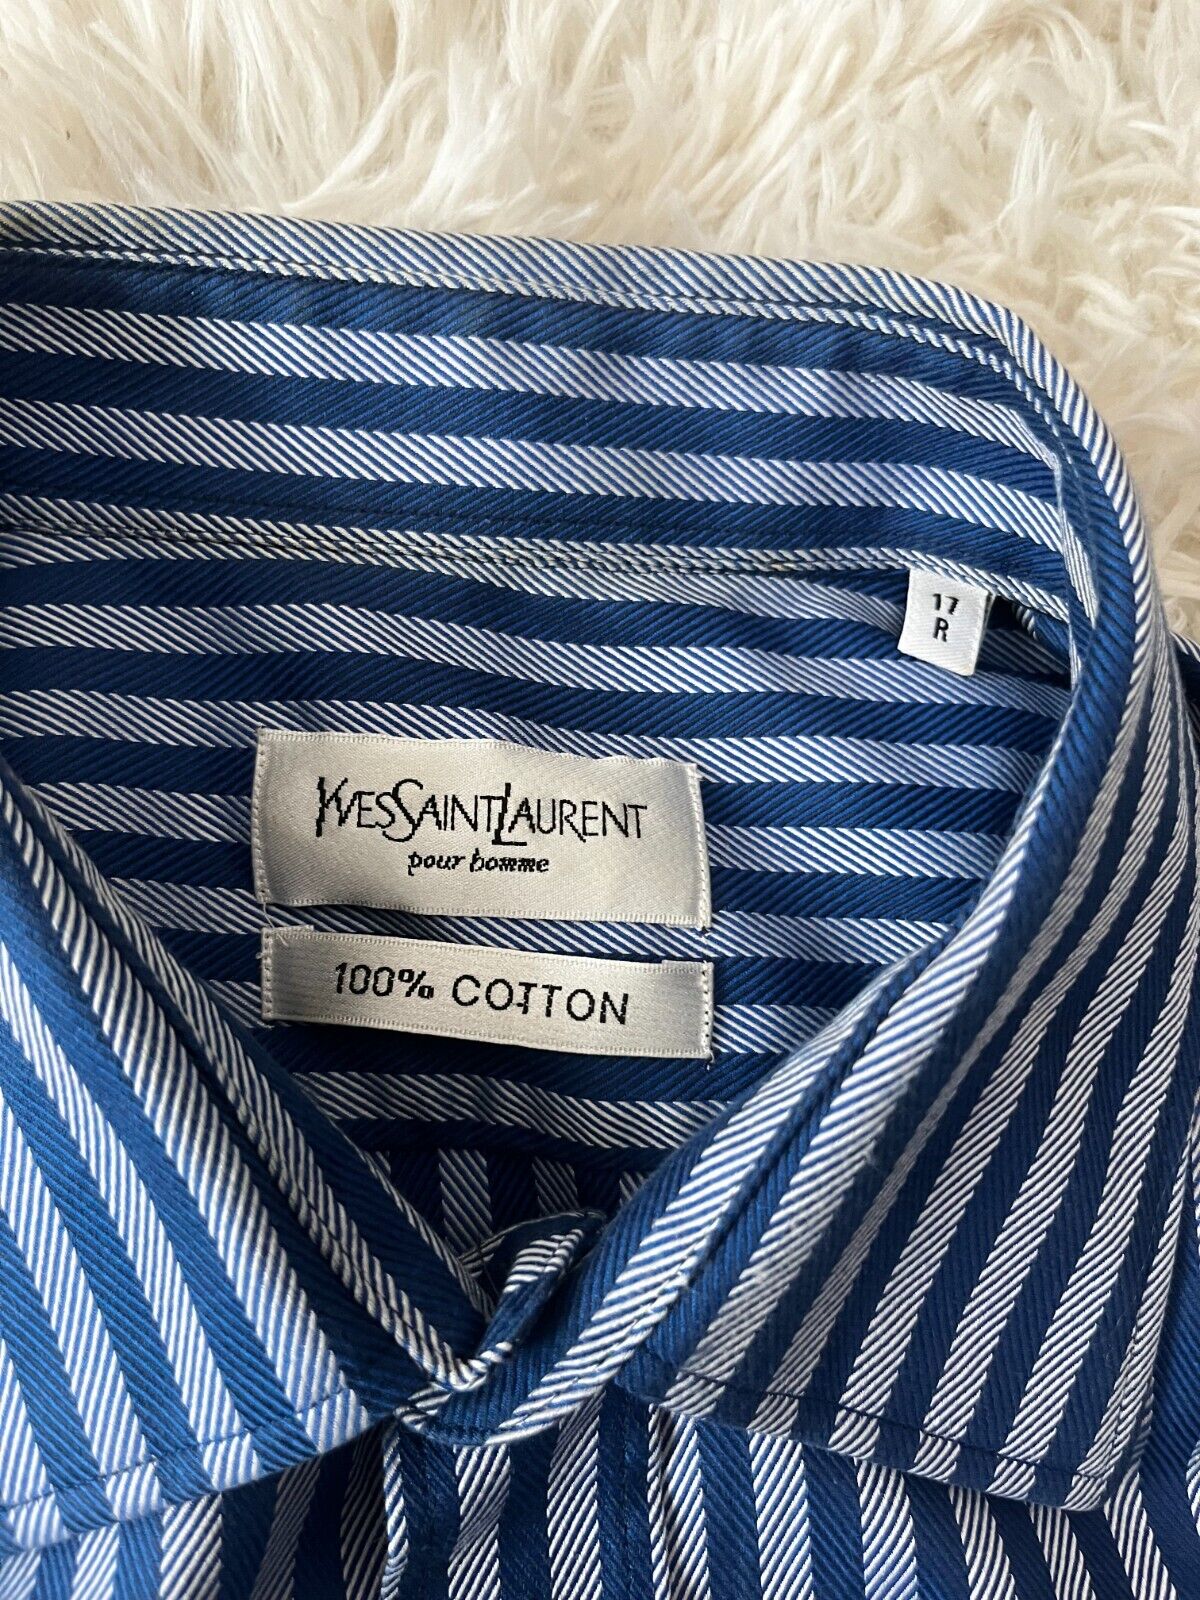 17
R
YVESSAINTLAURENT
pour homme
100% COTTON